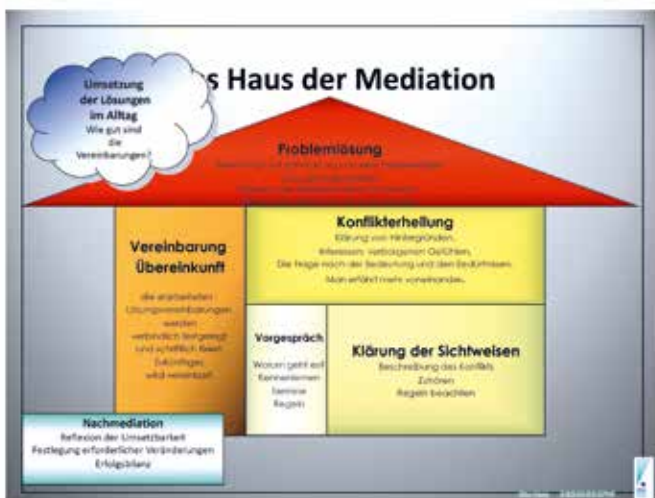 s Haus der Mediation
Umsetzung
der Lösungen
im Alltag
Wie gut sind
die
Vereinbarungen?
Problemlösung
Konflikterhellung
Klärung von Hintergründen,
Interessen, verborgenen Gefühlen,
Die Frage nach der Bedeutung und den Bedürfnissen.
Man erfährt mehr voneinander.
Vereinbarung
Übereinkunft
die erarbeiteten
Lösungsvereinbarungen
werden
verbindlich festgelegt
und schriftlich fixiert
Zukünftiges
wird vereinbart
Vorgespräch
Worum geht es?
Kennenlernen
Termine
Regeln
Klärung der Sichtweisen
Beschreibung des Konflikts
Zuhören
Regeln beachten
Nachmediation
Reflexion der Umsetzbarkeit
Festlegung erforderlicher Veränderungen
Erfolgsbilanz